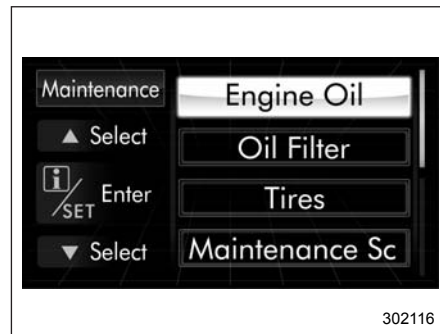 Maintenance
▲ Select
i/SET Enter
▼ Select
Engine Oil
Oil Filter
Tires
Maintenance Sc
302116